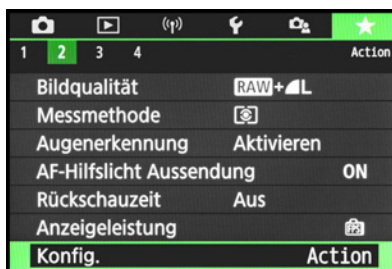 1 2 3 4 Action
Bildqualität RAW+L
Messmethode
Augenerkennung Aktivieren
AF-Hilfslicht Aussendung ON
Rückschauzeit Aus
Anzeigeleistung
Konfig. Action